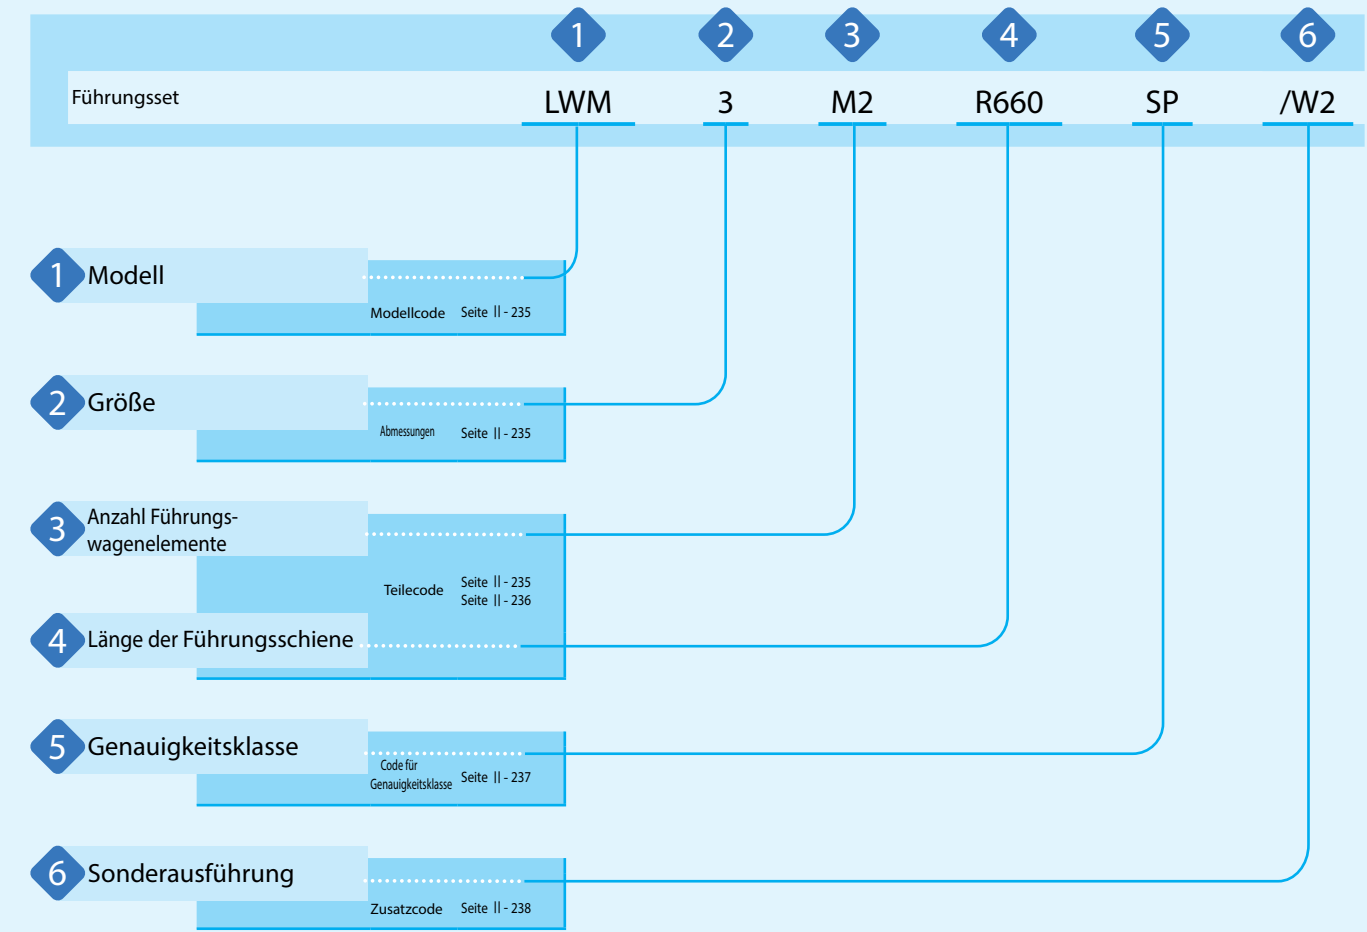 1 2 3 4 5 6
Führungsset LWM 3 M2 R660 SP /W2
1 Modell
Modellcode Seite Ⅱ - 235
2 Größe
Abmessungen Seite Ⅱ - 235
3 Anzahl Führungs-
wagenelemente
Teilecode Seite Ⅱ - 235
Seite Ⅱ - 236
4 Länge der Führungsschiene
5 Genauigkeitsklasse
Code für
Genauigkeitsklasse Seite Ⅱ - 237
6 Sonderausführung
Zusatzcode Seite Ⅱ - 238